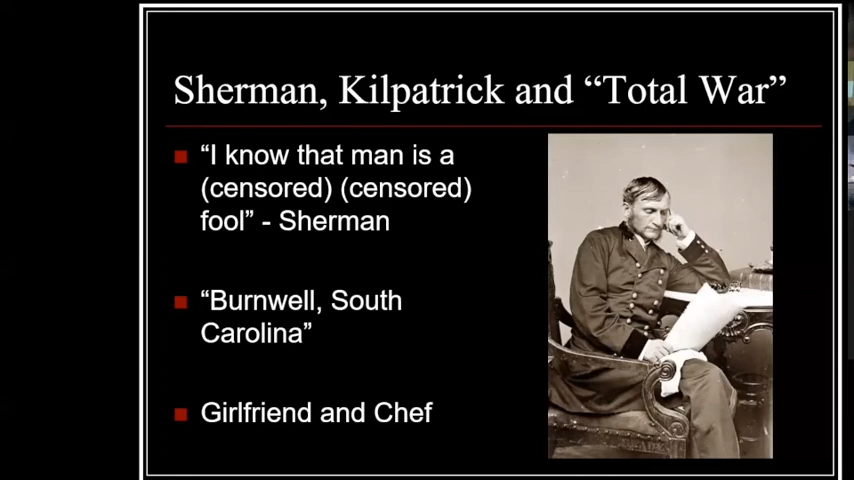 Sherman, Kilpatrick and “Total War”
“I know that man is a
(censored) (censored)
fool” - Sherman
“Burnwell, South
Carolina”
Girlfriend and Chef